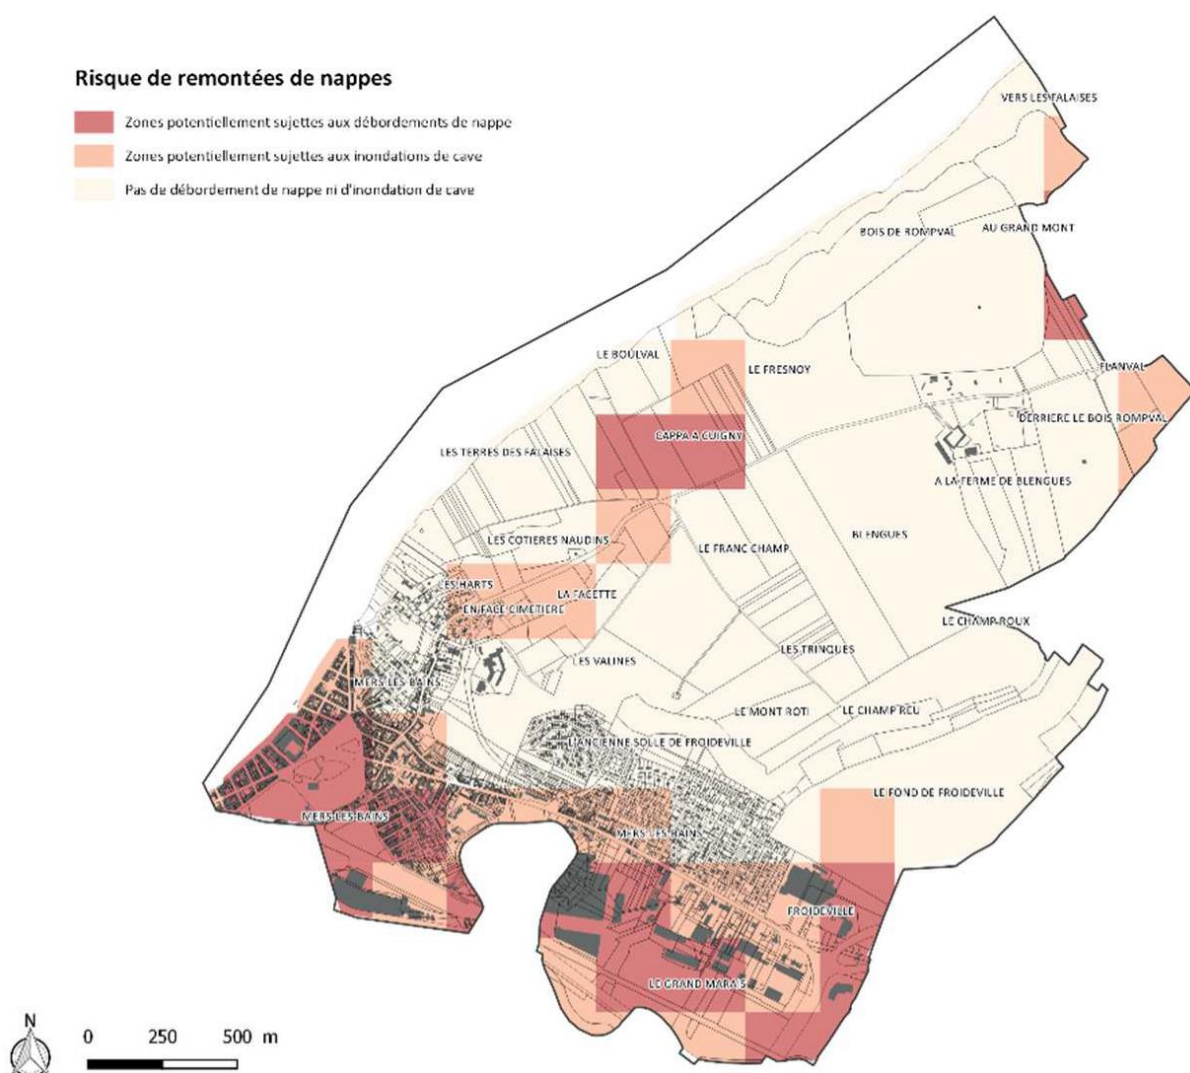 Risque de remontées de nappes
Zones potentiellement sujettes aux débordements de nappe
Zones potentiellement sujettes aux inondations de cave
Pas de débordement de nappe ni d'inondation de cave
VERS LES FALAISES
BOIS DE ROMPVAL
AU GRAND MONT
LE BOULVAL
LE FRESNOY
FLANVAL
DERRIERE LE BOIS ROMPVAL
CAPPA A CUIGNY
LES TERRES DES FALAISES
A LA FERME DE BLENGUES
LES COTIERES NAUDINS
LE FRANC CHAMP
BLENGUES
LES HARTS
LA FACETTE
EN FACE CIMETIERE
LE CHAMP ROUX
LES TRINQUES
LES VALINES
MERS-LES-BAINS
LE MONT ROTI
LE CHAMP REU
L'ANCIENNE SOLLE DE FROIDEVILLE
LE FOND DE FROIDEVILLE
MERS-LES-BAINS
MERS-LES-BAINS
FROIDEVILLE
LE GRAND MARAIS
N
0 250 500 m